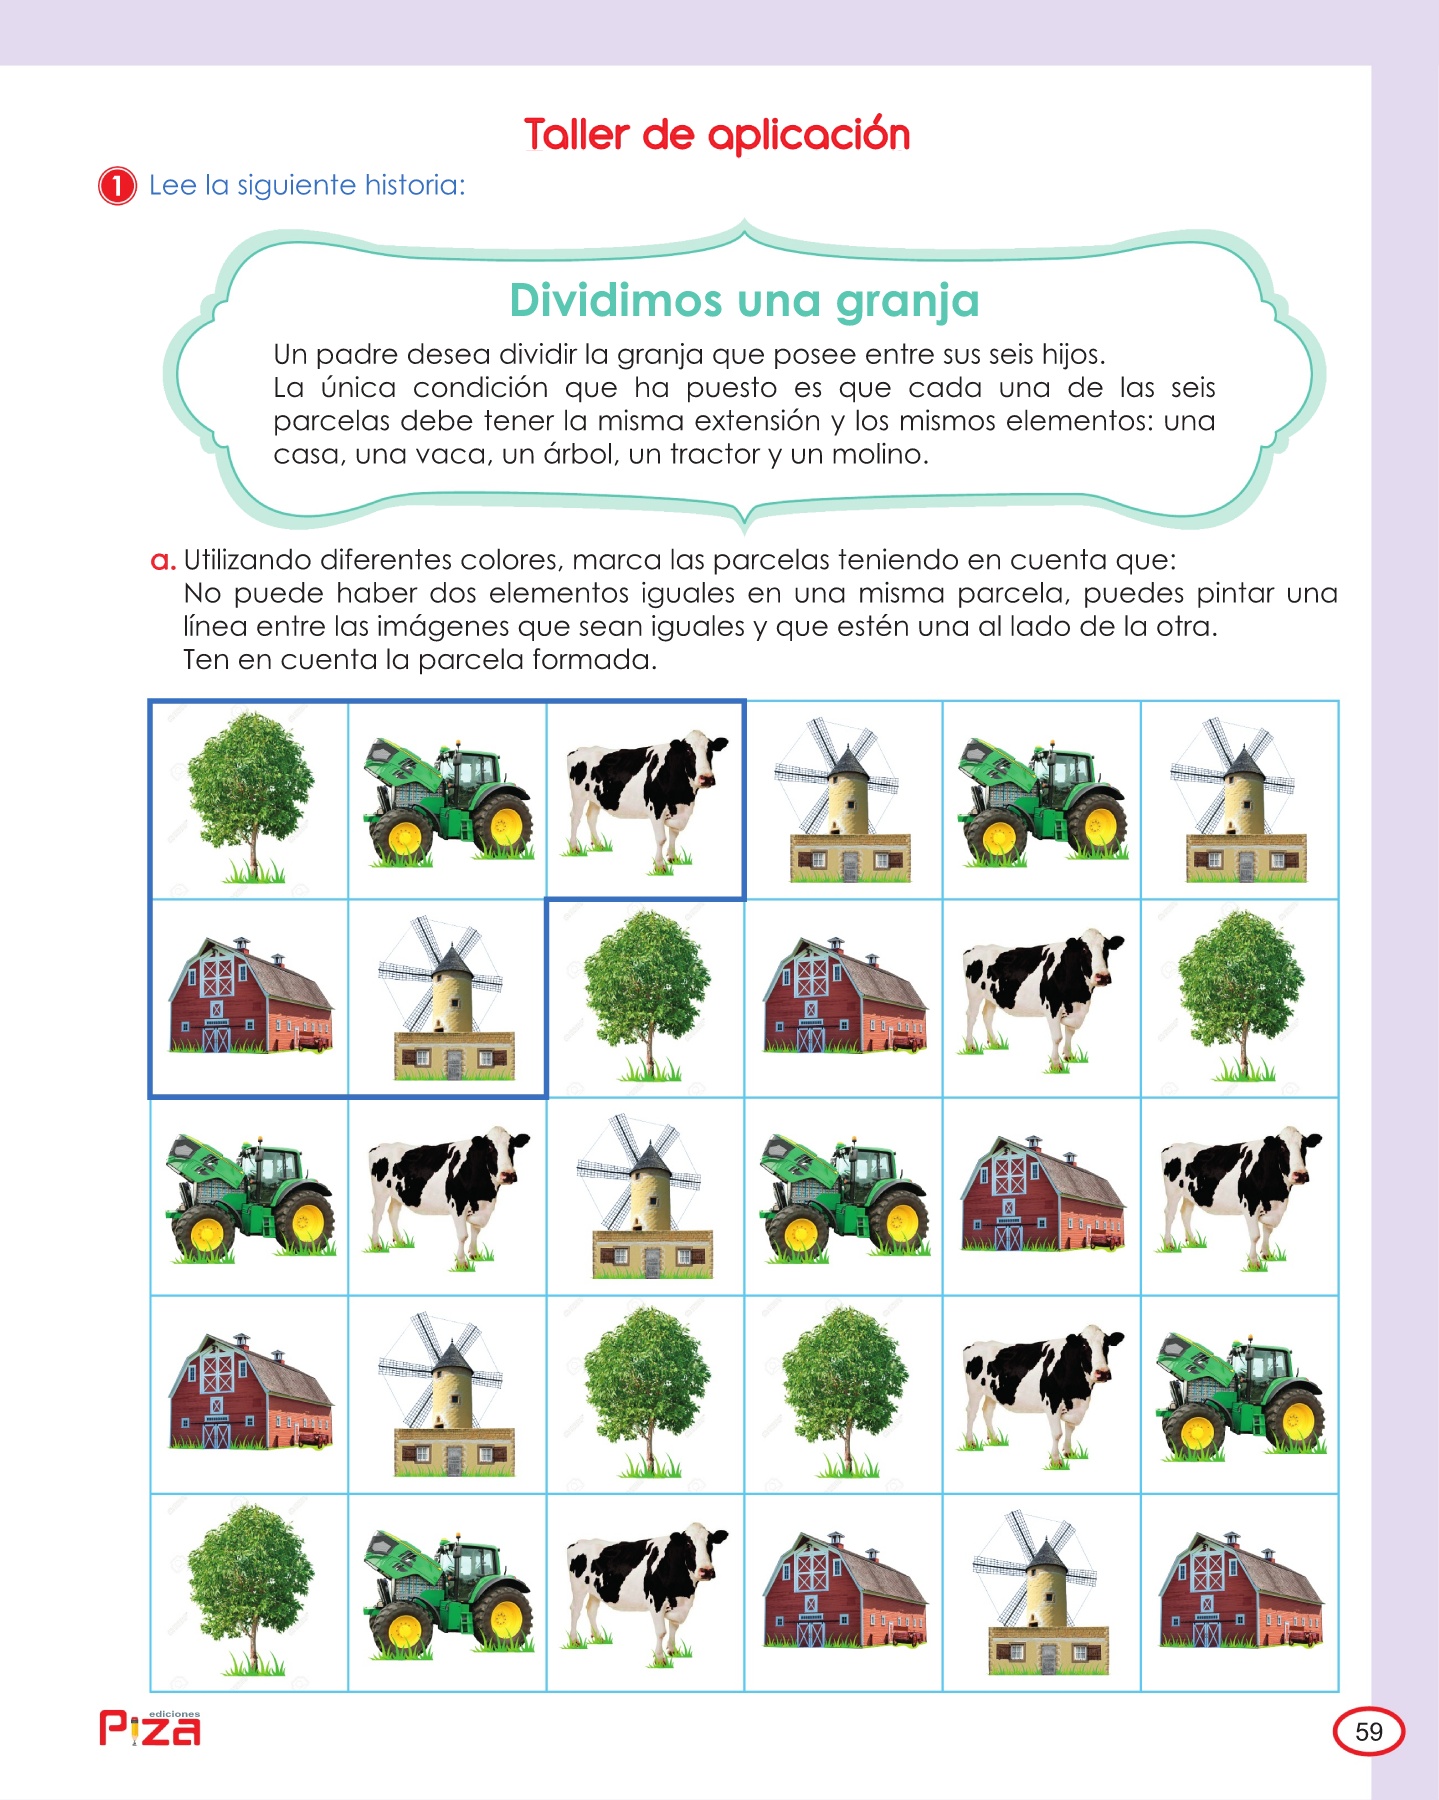 Taller de aplicación
1 Lee la siguiente historia:
Dividimos una granja
Un padre desea dividir la granja que posee entre sus seis hijos.
La única condición que ha puesto es que cada una de las seis
parcelas debe tener la misma extensión y los mismos elementos: una
casa, una vaca, un árbol, un tractor y un molino.
a. Utilizando diferentes colores, marca las parcelas teniendo en cuenta que:
No puede haber dos elementos iguales en una misma parcela, puedes pintar una
línea entre las imágenes que sean iguales y que estén una al lado de la otra.
Ten en cuenta la parcela formada.
ediciones
Piza
59